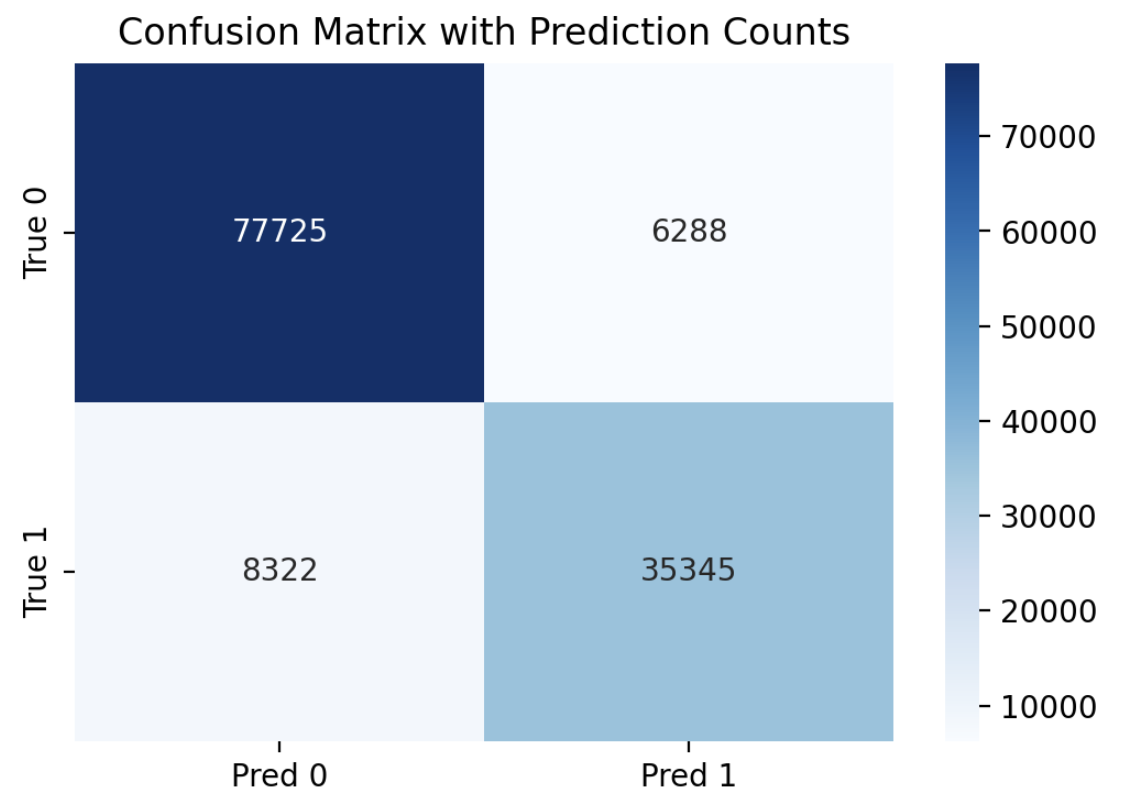 Confusion Matrix with Prediction Counts
True 0
77725
6288
True 1
8322
35345
Pred 0
Pred 1
70000
60000
50000
40000
30000
20000
10000